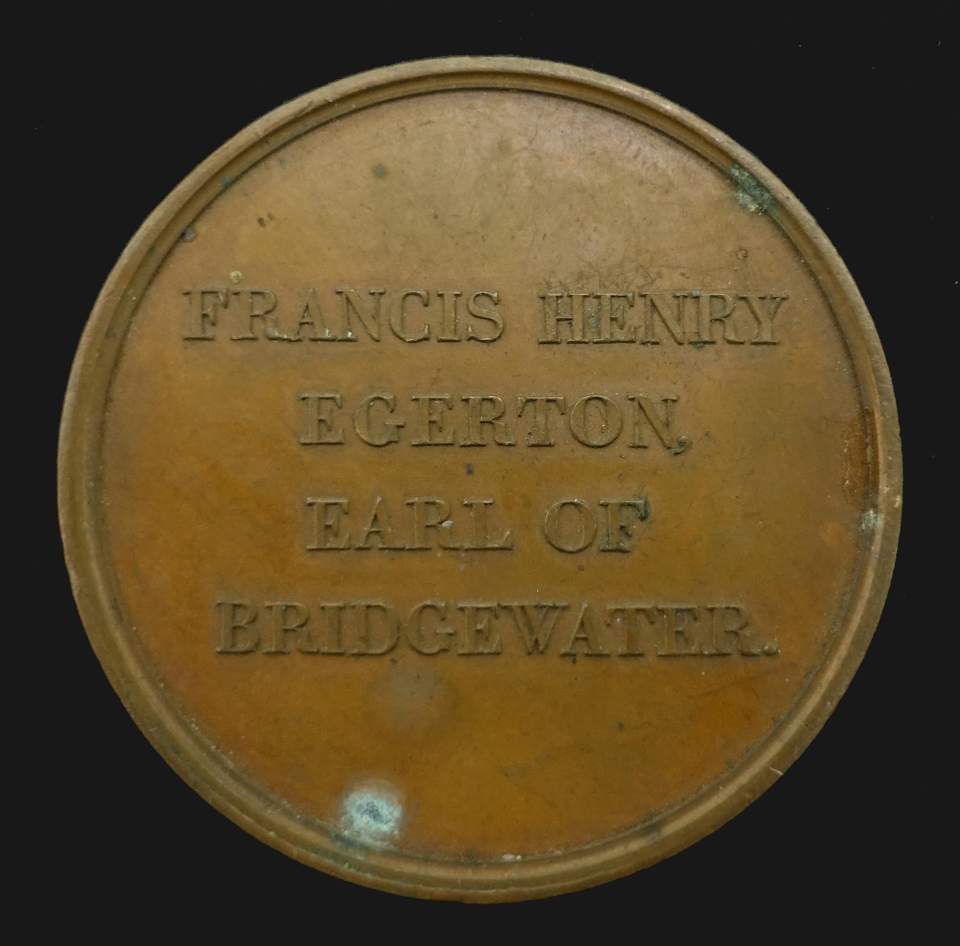 FRANCIS HENRY
EGERTON,
EARL OF
BRIDGEWATER.